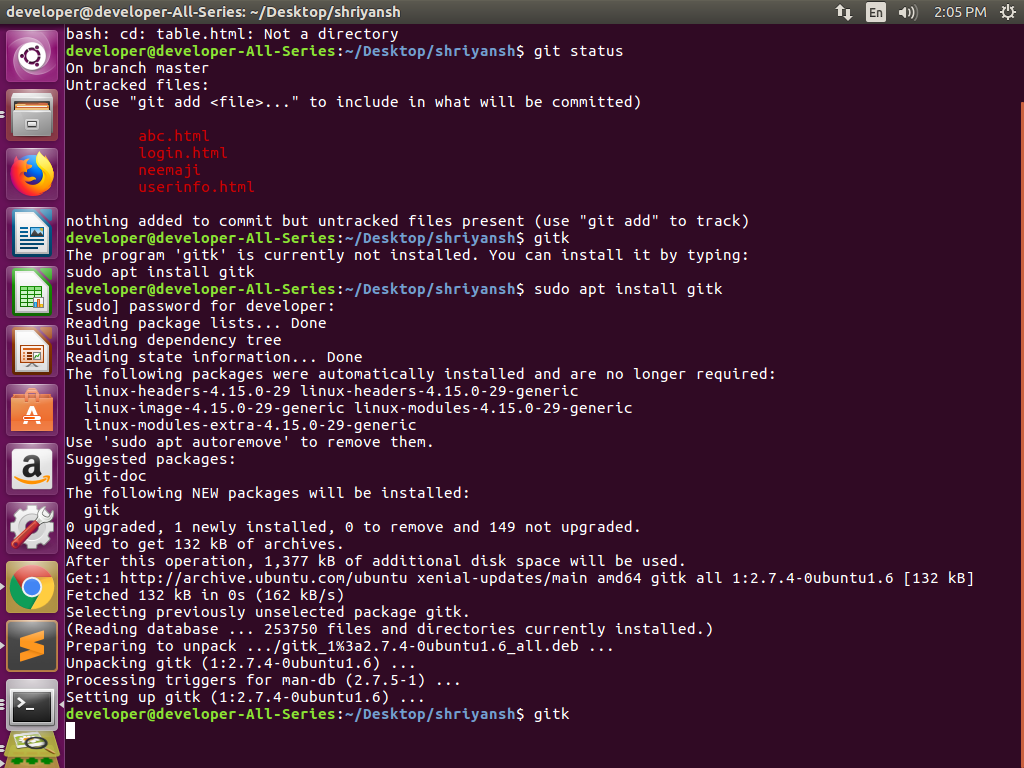 developer@developer-All-Series: ~/Desktop/shriyansh
En
2:05 PM
bash: cd: table.html: Not a directory
developer@developer-All-Series:~/Desktop/shriyansh$ git status
On branch master
Untracked files:
  (use "git add <file>..." to include in what will be committed)
abc.html
login.html
neemaji
userinfo.html
nothing added to commit but untracked files present (use "git add" to track)
developer@developer-All-Series:~/Desktop/shriyansh$ gitk
The program 'gitk' is currently not installed. You can install it by typing:
sudo apt install gitk
developer@developer-All-Series:~/Desktop/shriyansh$ sudo apt install gitk
[sudo] password for developer:
Reading package lists... Done
Building dependency tree
Reading state information... Done
The following packages were automatically installed and are no longer required:
  linux-headers-4.15.0-29 linux-headers-4.15.0-29-generic
  linux-image-4.15.0-29-generic linux-modules-4.15.0-29-generic
  linux-modules-extra-4.15.0-29-generic
Use 'sudo apt autoremove' to remove them.
Suggested packages:
  git-doc
The following NEW packages will be installed:
  gitk
0 upgraded, 1 newly installed, 0 to remove and 149 not upgraded.
Need to get 132 kB of archives.
After this operation, 1,377 kB of additional disk space will be used.
Get:1 http://archive.ubuntu.com/ubuntu xenial-updates/main amd64 gitk all 1:2.7.4-0ubuntu1.6 [132 kB]
Fetched 132 kB in 0s (162 kB/s)
Selecting previously unselected package gitk.
(Reading database ... 253750 files and directories currently installed.)
Preparing to unpack .../gitk_1%3a2.7.4-0ubuntu1.6_all.deb ...
Unpacking gitk (1:2.7.4-0ubuntu1.6) ...
Processing triggers for man-db (2.7.5-1) ...
Setting up gitk (1:2.7.4-0ubuntu1.6) ...
developer@developer-All-Series:~/Desktop/shriyansh$ gitk